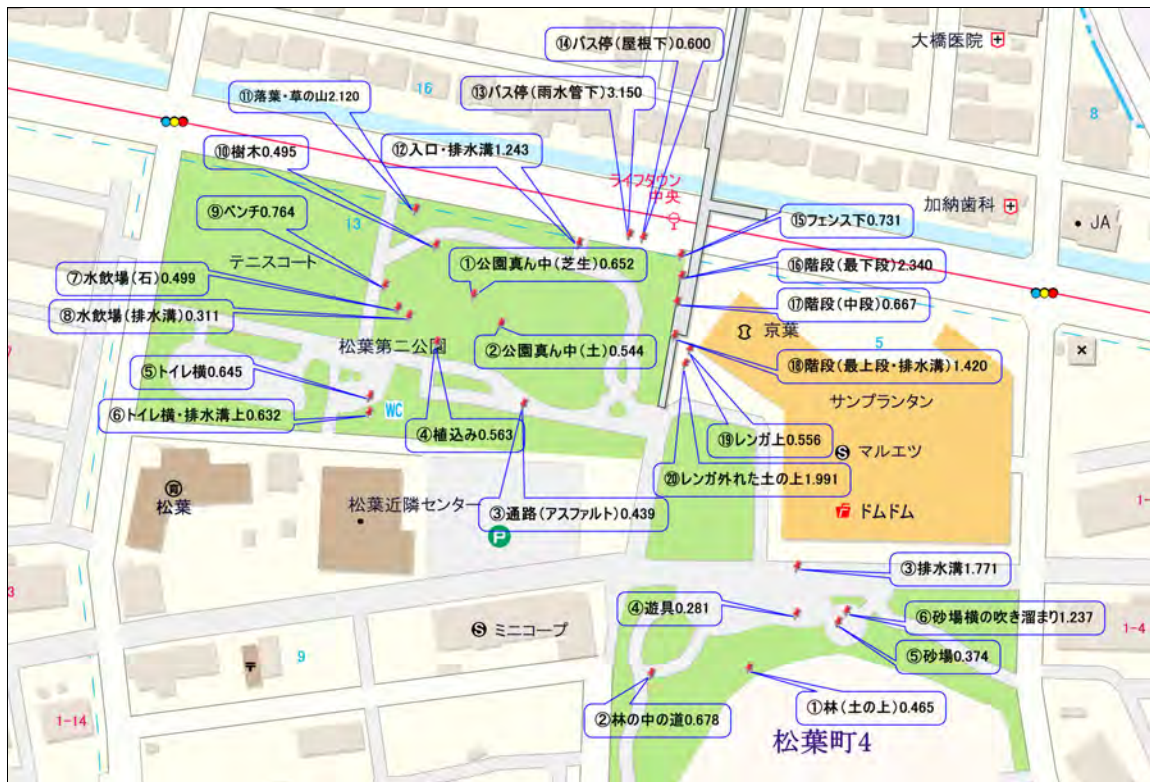 ⑭バス停(屋根下)0.600
大橋医院
⑪落葉・草の山2.120
16
⑬バス停(雨水管下)3.150
8
⑩樹木0.495
⑫入口・排水溝1.243
ライフタウン
中央
加納歯科
JA
⑨ベンチ0.764
13
⑮フェンス下0.731
テニスコート
①公園真ん中(芝生)0.652
⑯階段(最下段)2.340
⑦水飲場(石)0.499
⑰階段(中段)0.667
⑧水飲場(排水溝)0.311
京葉
5
松葉第二公園
②公園真ん中(土)0.544
⑱階段(最上段・排水溝)1.420
⑤トイレ横0.645
サンプランタン
⑥トイレ横・排水溝上0.632
WC
④植込み0.563
⑲レンガ上0.556
S マルエツ
⑳レンガ外れた土の上1.991
松葉
松葉近隣センター
③通路(アスファルト)0.439
ドムドム
P
1-
3
③排水溝1.771
④遊具0.281
⑥砂場横の吹き溜まり1.237
S ミニコープ
1-4
⑤砂場0.374
9
①林(土の上)0.465
1-14
②林の中の道0.678
松葉町4